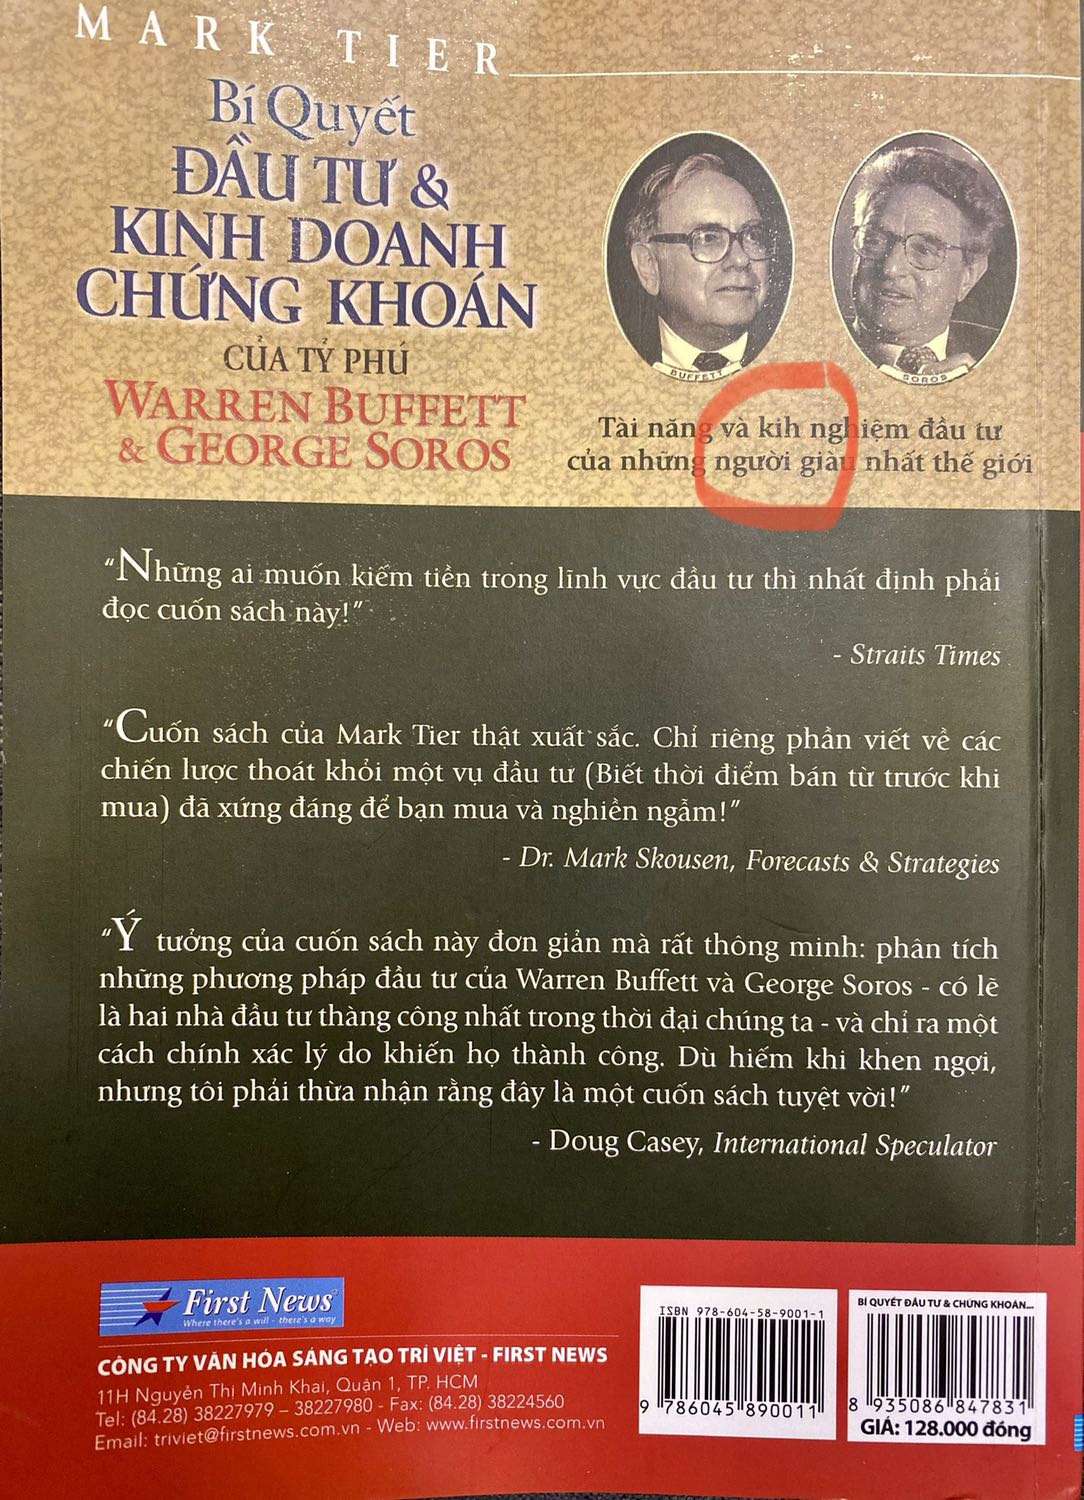 MARK TIER
Bí Quyết
ĐẦU TƯ &
KINH DOANH
CHỨNG KHOÁN
CỦA TỶ PHÚ
WARREN BUFFETT
& GEORGE SOROS
BUFFETT
SOROS
Tài năng và kih nghiệm đầu tư
của những người giàu nhất thế giới
“Những ai muốn kiếm tiền trong lĩnh vực đầu tư thì nhất định phải
đọc cuốn sách này!”
- Straits Times
“Cuốn sách của Mark Tier thật xuất sắc. Chỉ riêng phần viết về các
chiến lược thoát khỏi một vụ đầu tư (Biết thời điểm bán từ trước khi
mua) đã xứng đáng để bạn mua và nghiền ngẫm!”
- Dr. Mark Skousen, Forecasts & Strategies
“Ý tưởng của cuốn sách này đơn giản mà rất thông minh: phân tích
những phương pháp đầu tư của Warren Buffett và George Soros - có lẽ
là hai nhà đầu tư thàng công nhất trong thời đại chúng ta - và chỉ ra một
cách chính xác lý do khiến họ thành công. Dù hiếm khi khen ngợi,
nhưng tôi phải thừa nhận rằng đây là một cuốn sách tuyệt vời!”
- Doug Casey, International Speculator
First News
Where there's a will - there's a way
CÔNG TY VĂN HÓA SÁNG TẠO TRÍ VIỆT - FIRST NEWS
11H Nguyễn Thị Minh Khai, Quận 1, TP. HCM
Tel: (84.28) 38227979 – 38227980 - Fax: (84.28) 38224560
Email: triviet@firstnews.com.vn - Web: www.firstnews.com.vn
ISBN 978-604-58-9001-1
9 786045 890011
BÍ QUYẾT ĐẦU TƯ & CHỨNG KHOÁN...
8 935086 847831
GIÁ: 128.000 đồng